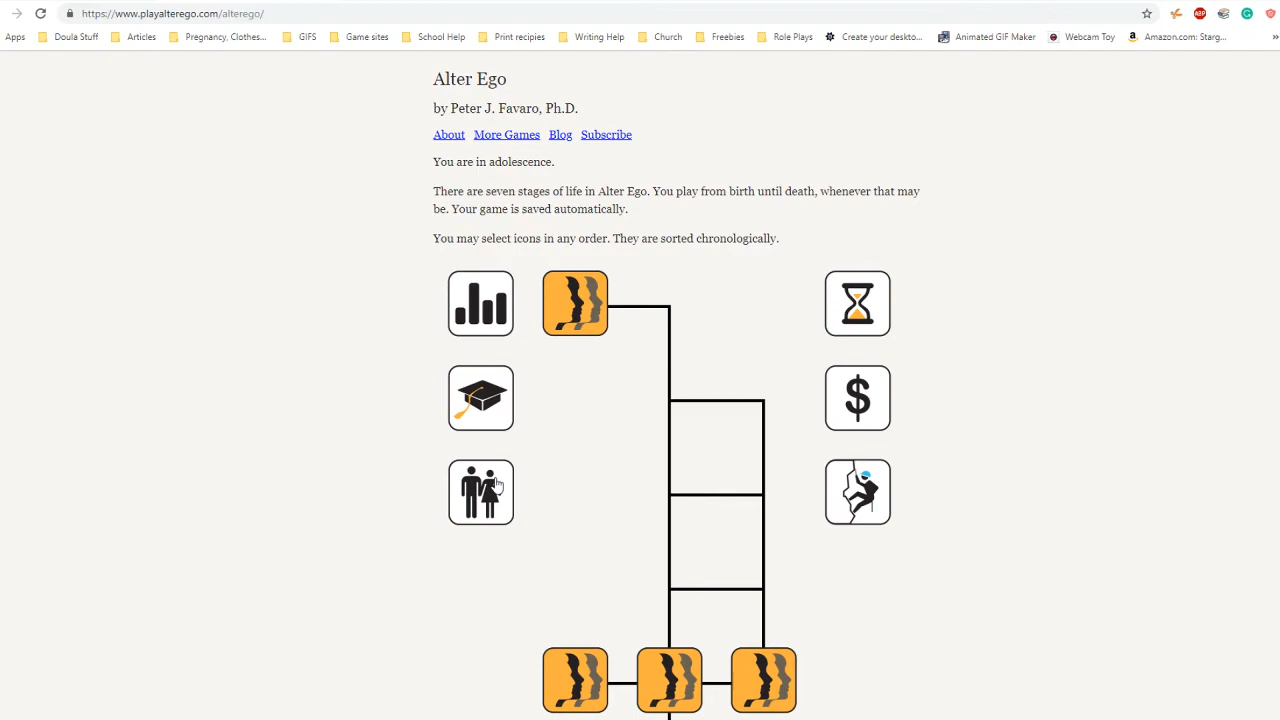 https://www.playalterego.com/alterego/
ABP
Apps Doula Stuff Articles Pregnancy, Clothes... GIFS Game sites School Help Print recipies Writing Help Church Freebies Role Plays Create your deskto... Animated GIF Maker Webcam Toy Amazon.com: Starg... »
Alter Ego
by Peter J. Favaro, Ph.D.
About More Games Blog Subscribe
You are in adolescence.
There are seven stages of life in Alter Ego. You play from birth until death, whenever that may
be. Your game is saved automatically.
You may select icons in any order. They are sorted chronologically.
$